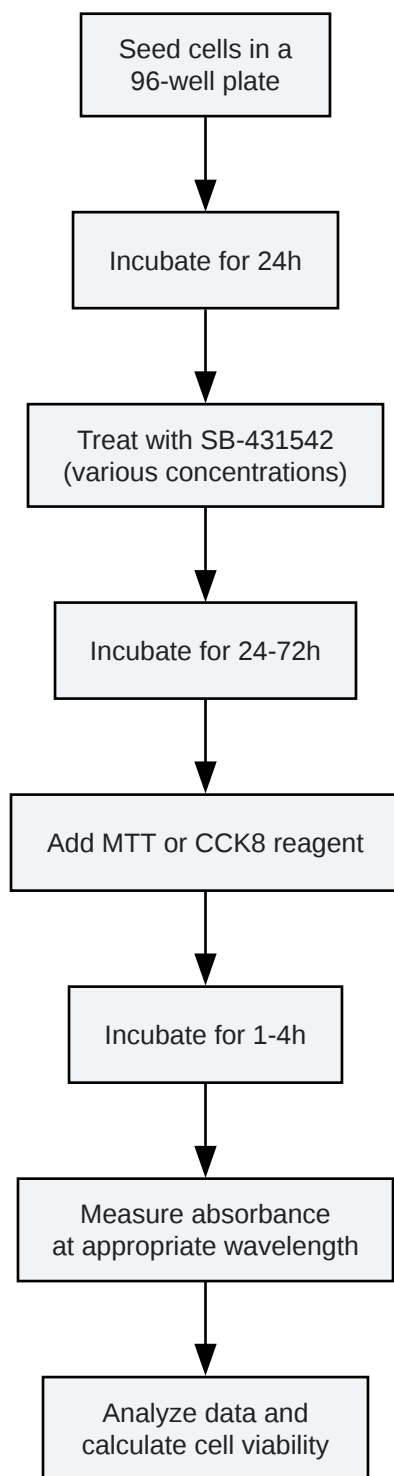 Seed cells in a
96-well plate
Incubate for 24h
Treat with SB-431542
(various concentrations)
Incubate for 24-72h
Add MTT or CCK8 reagent
Incubate for 1-4h
Measure absorbance
at appropriate wavelength
Analyze data and
calculate cell viability